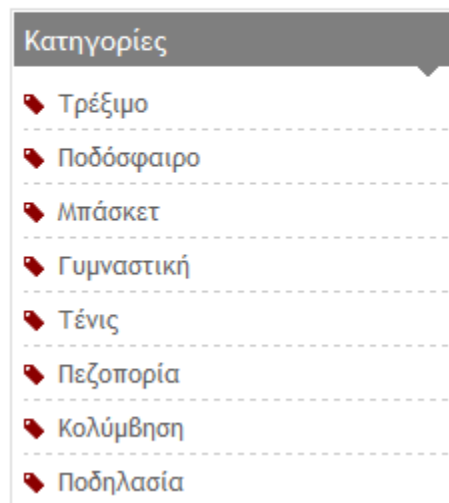 Κατηγορίες
Τρέξιμο
Ποδόσφαιρο
Μπάσκετ
Γυμναστική
Τένις
Πεζοπορία
Κολύμβηση
Ποδηλασία